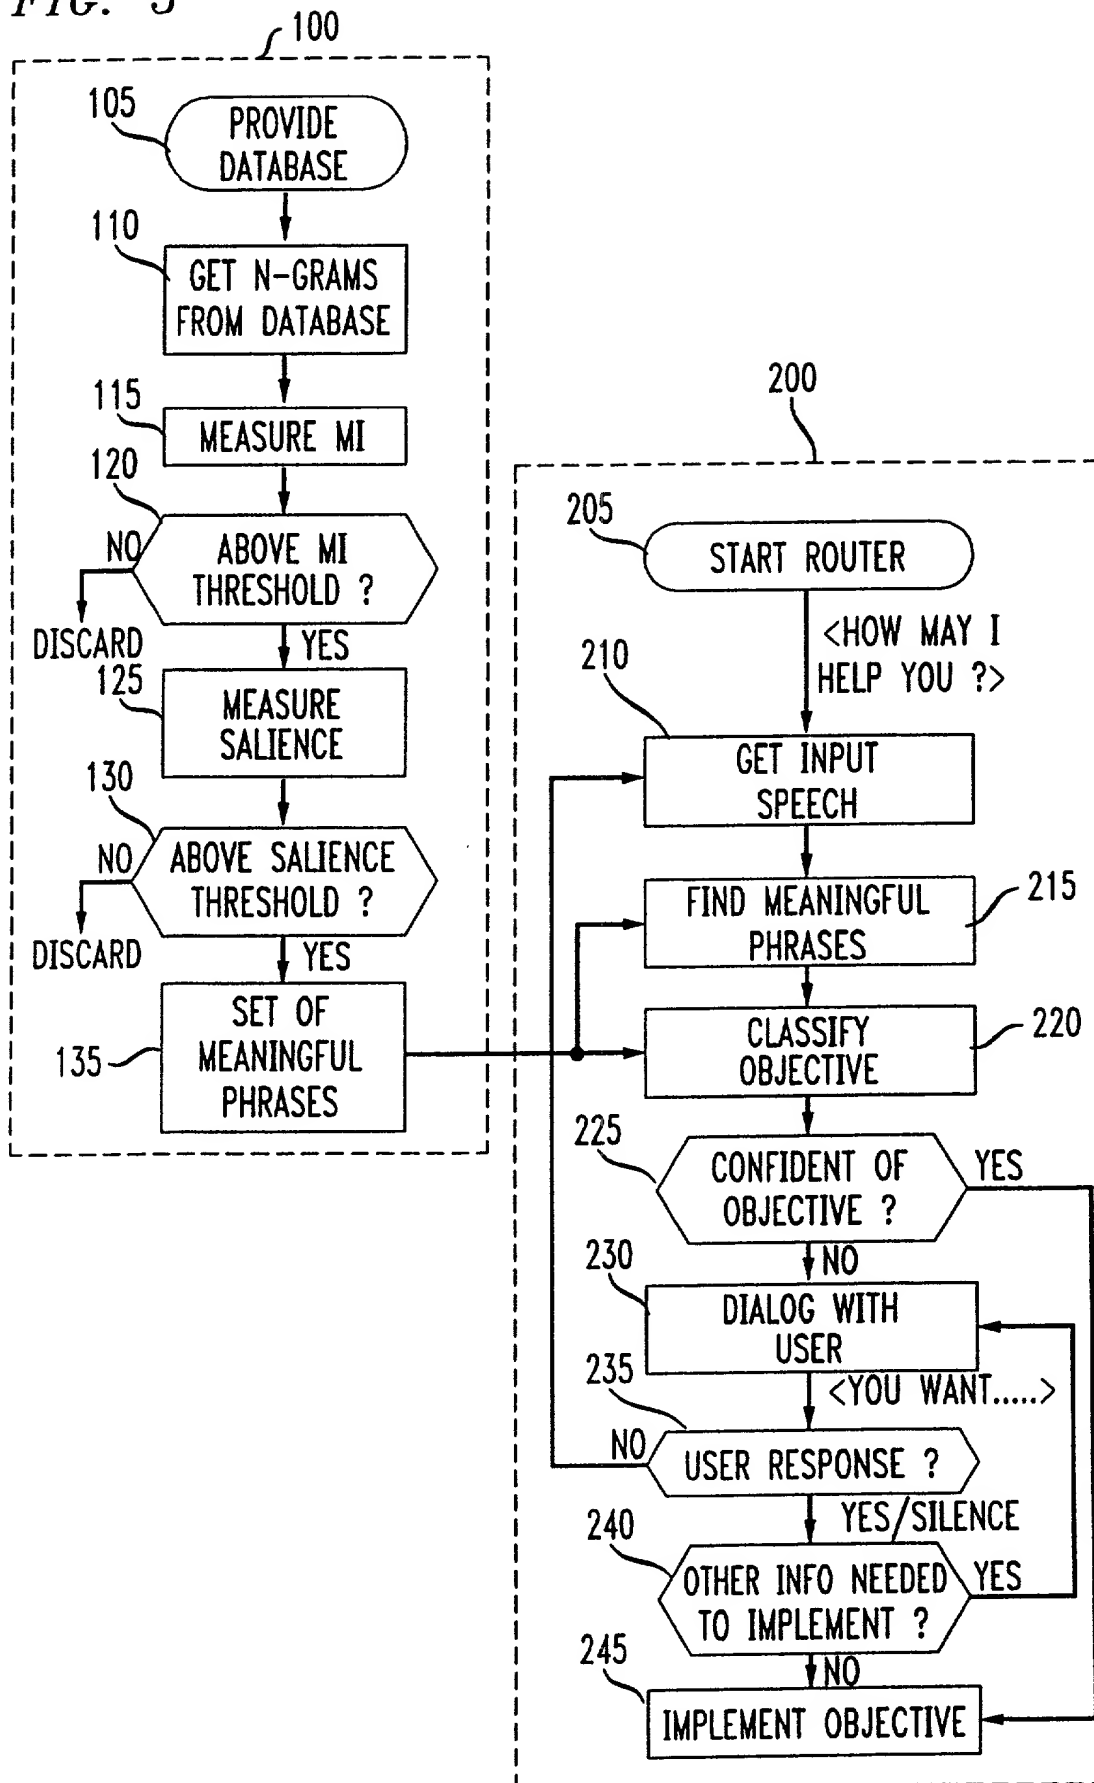 FIG. 3
100
105
PROVIDE
DATABASE
110
GET N-GRAMS
FROM DATABASE
115
MEASURE MI
120
NO
ABOVE MI
THRESHOLD ?
DISCARD
YES
125
MEASURE
SALIENCE
130
NO
ABOVE SALIENCE
THRESHOLD ?
DISCARD
YES
135
SET OF
MEANINGFUL
PHRASES
200
205
START ROUTER
<HOW MAY I
HELP YOU ?>
210
GET INPUT
SPEECH
FIND MEANINGFUL
PHRASES
215
CLASSIFY
OBJECTIVE
220
225
CONFIDENT OF
OBJECTIVE ?
YES
NO
230
DIALOG WITH
USER
235
<YOU WANT.....>
NO
USER RESPONSE ?
YES/SILENCE
240
OTHER INFO NEEDED
TO IMPLEMENT ?
YES
NO
245
IMPLEMENT OBJECTIVE